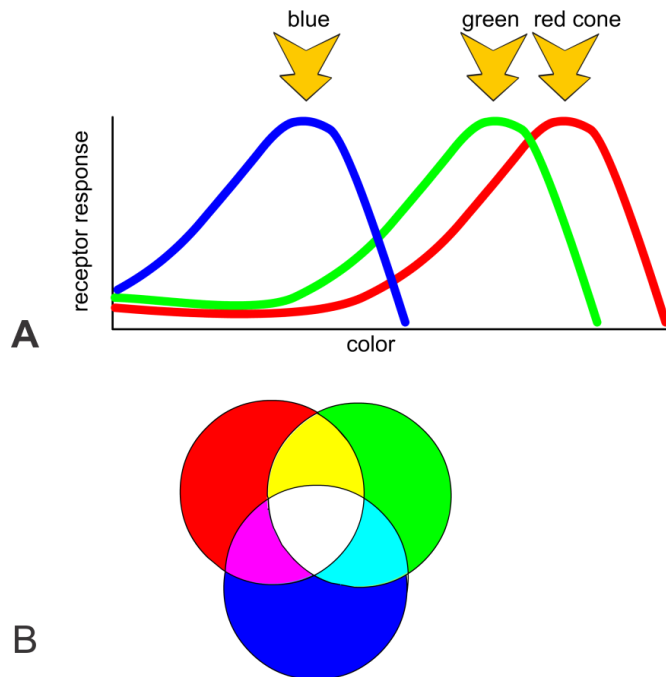 blue green red cone
receptor response
A
color
B